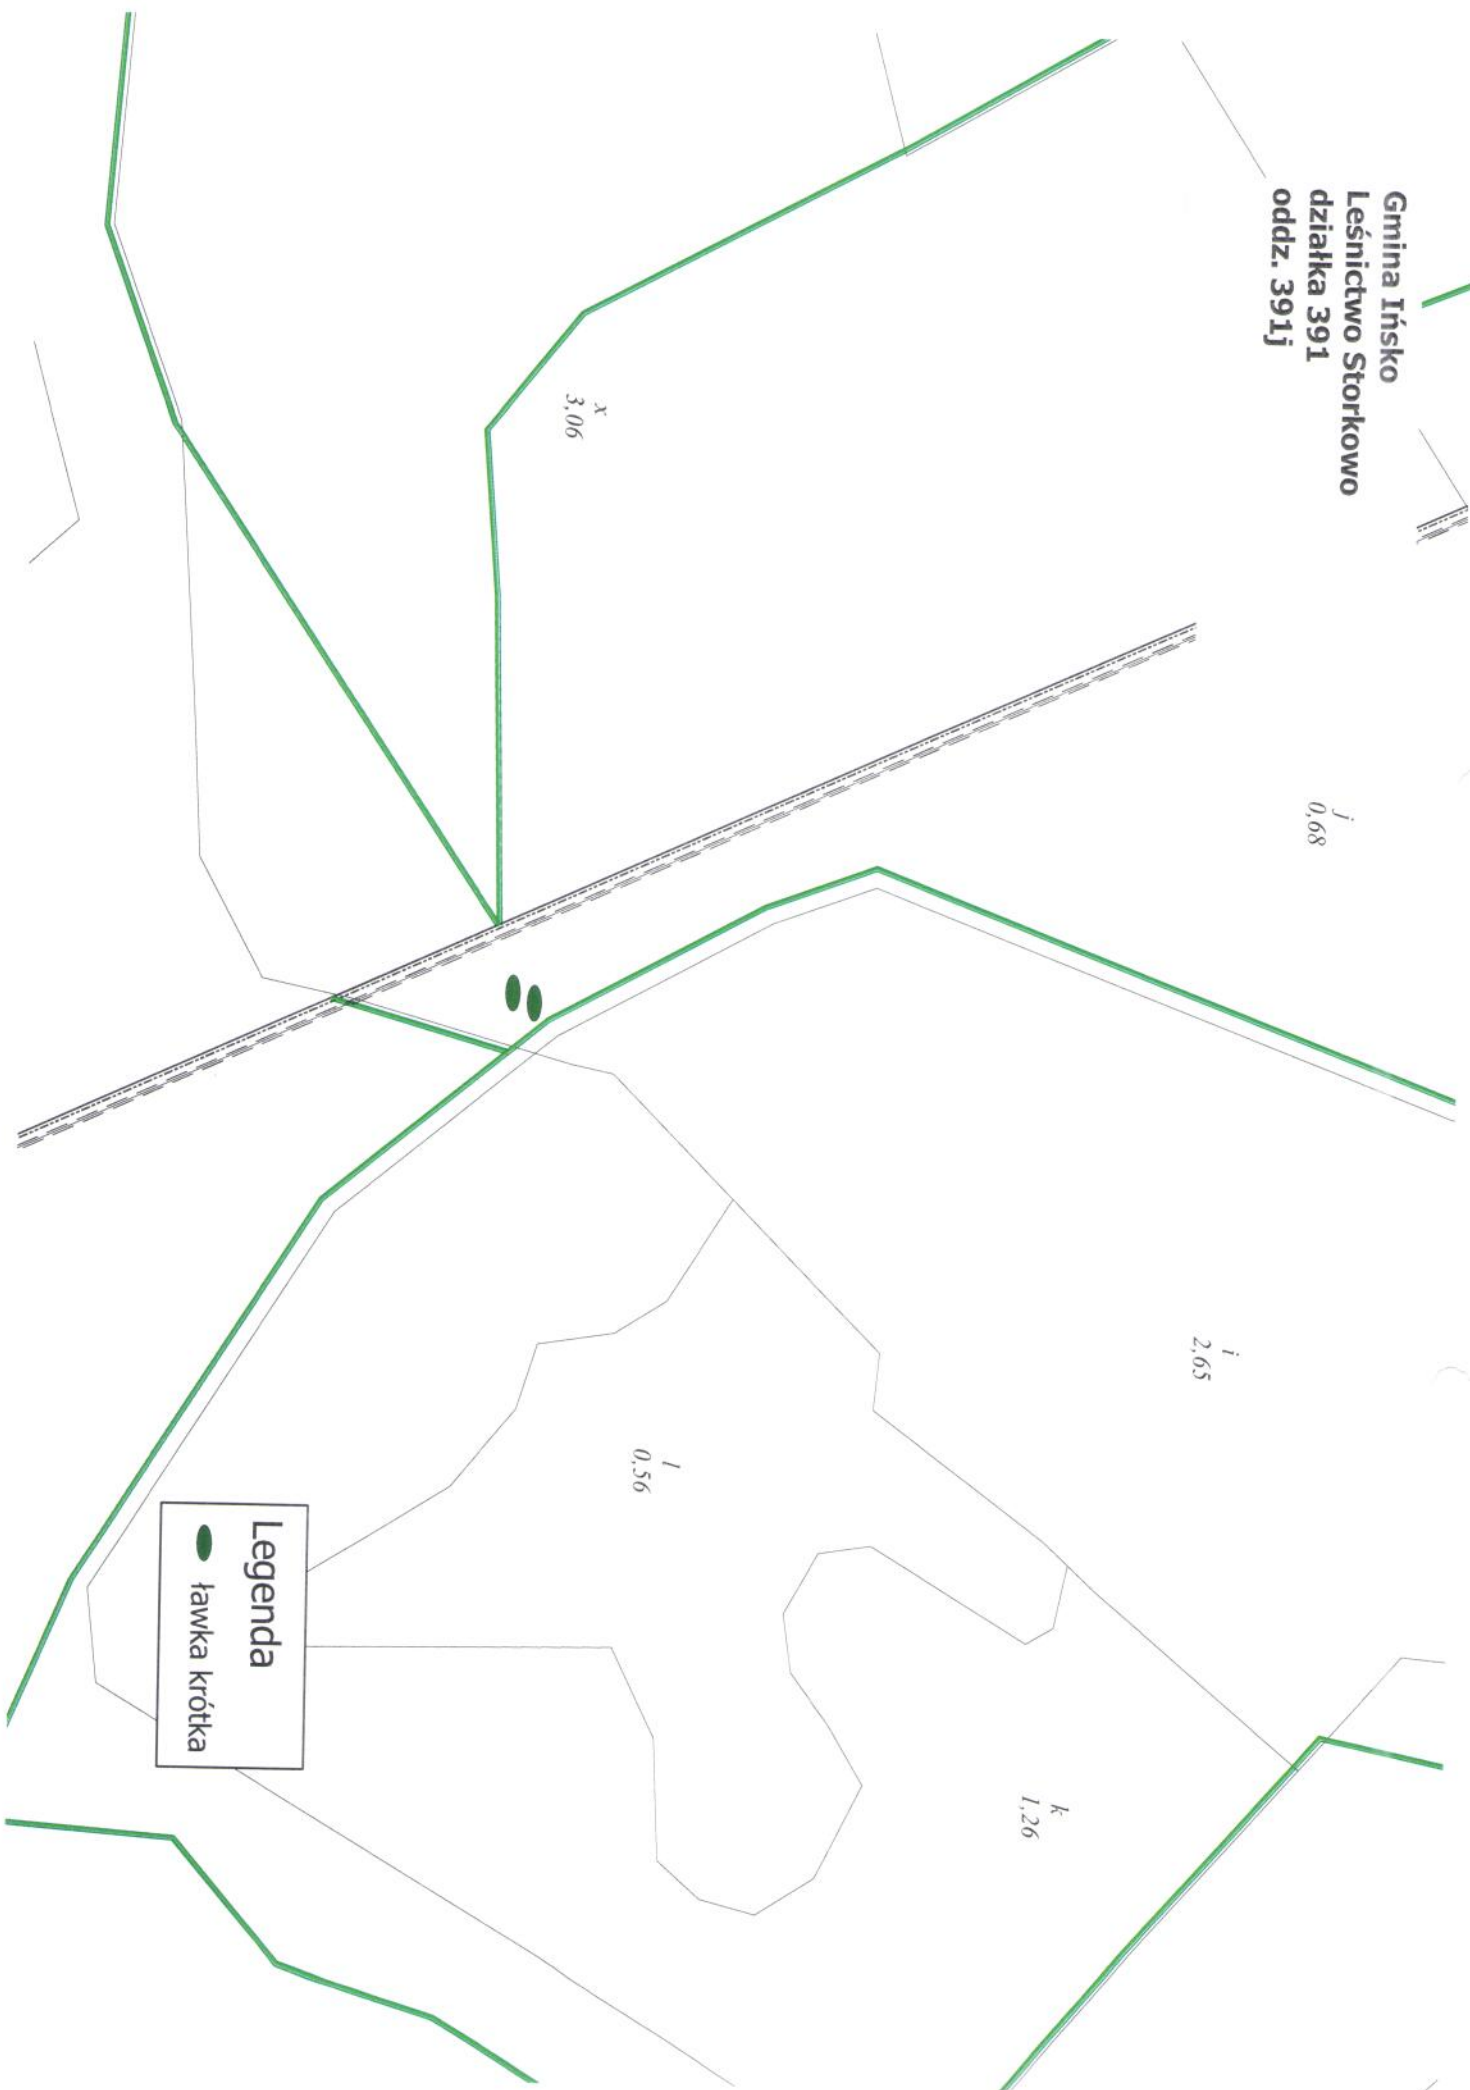 Gmina Ińsko
Leśnictwo Storkowo
działka 391
oddz. 391j
j
0,68
x
3,06
i
2,65
l
0,56
k
1,26
Legenda
ławka krótka